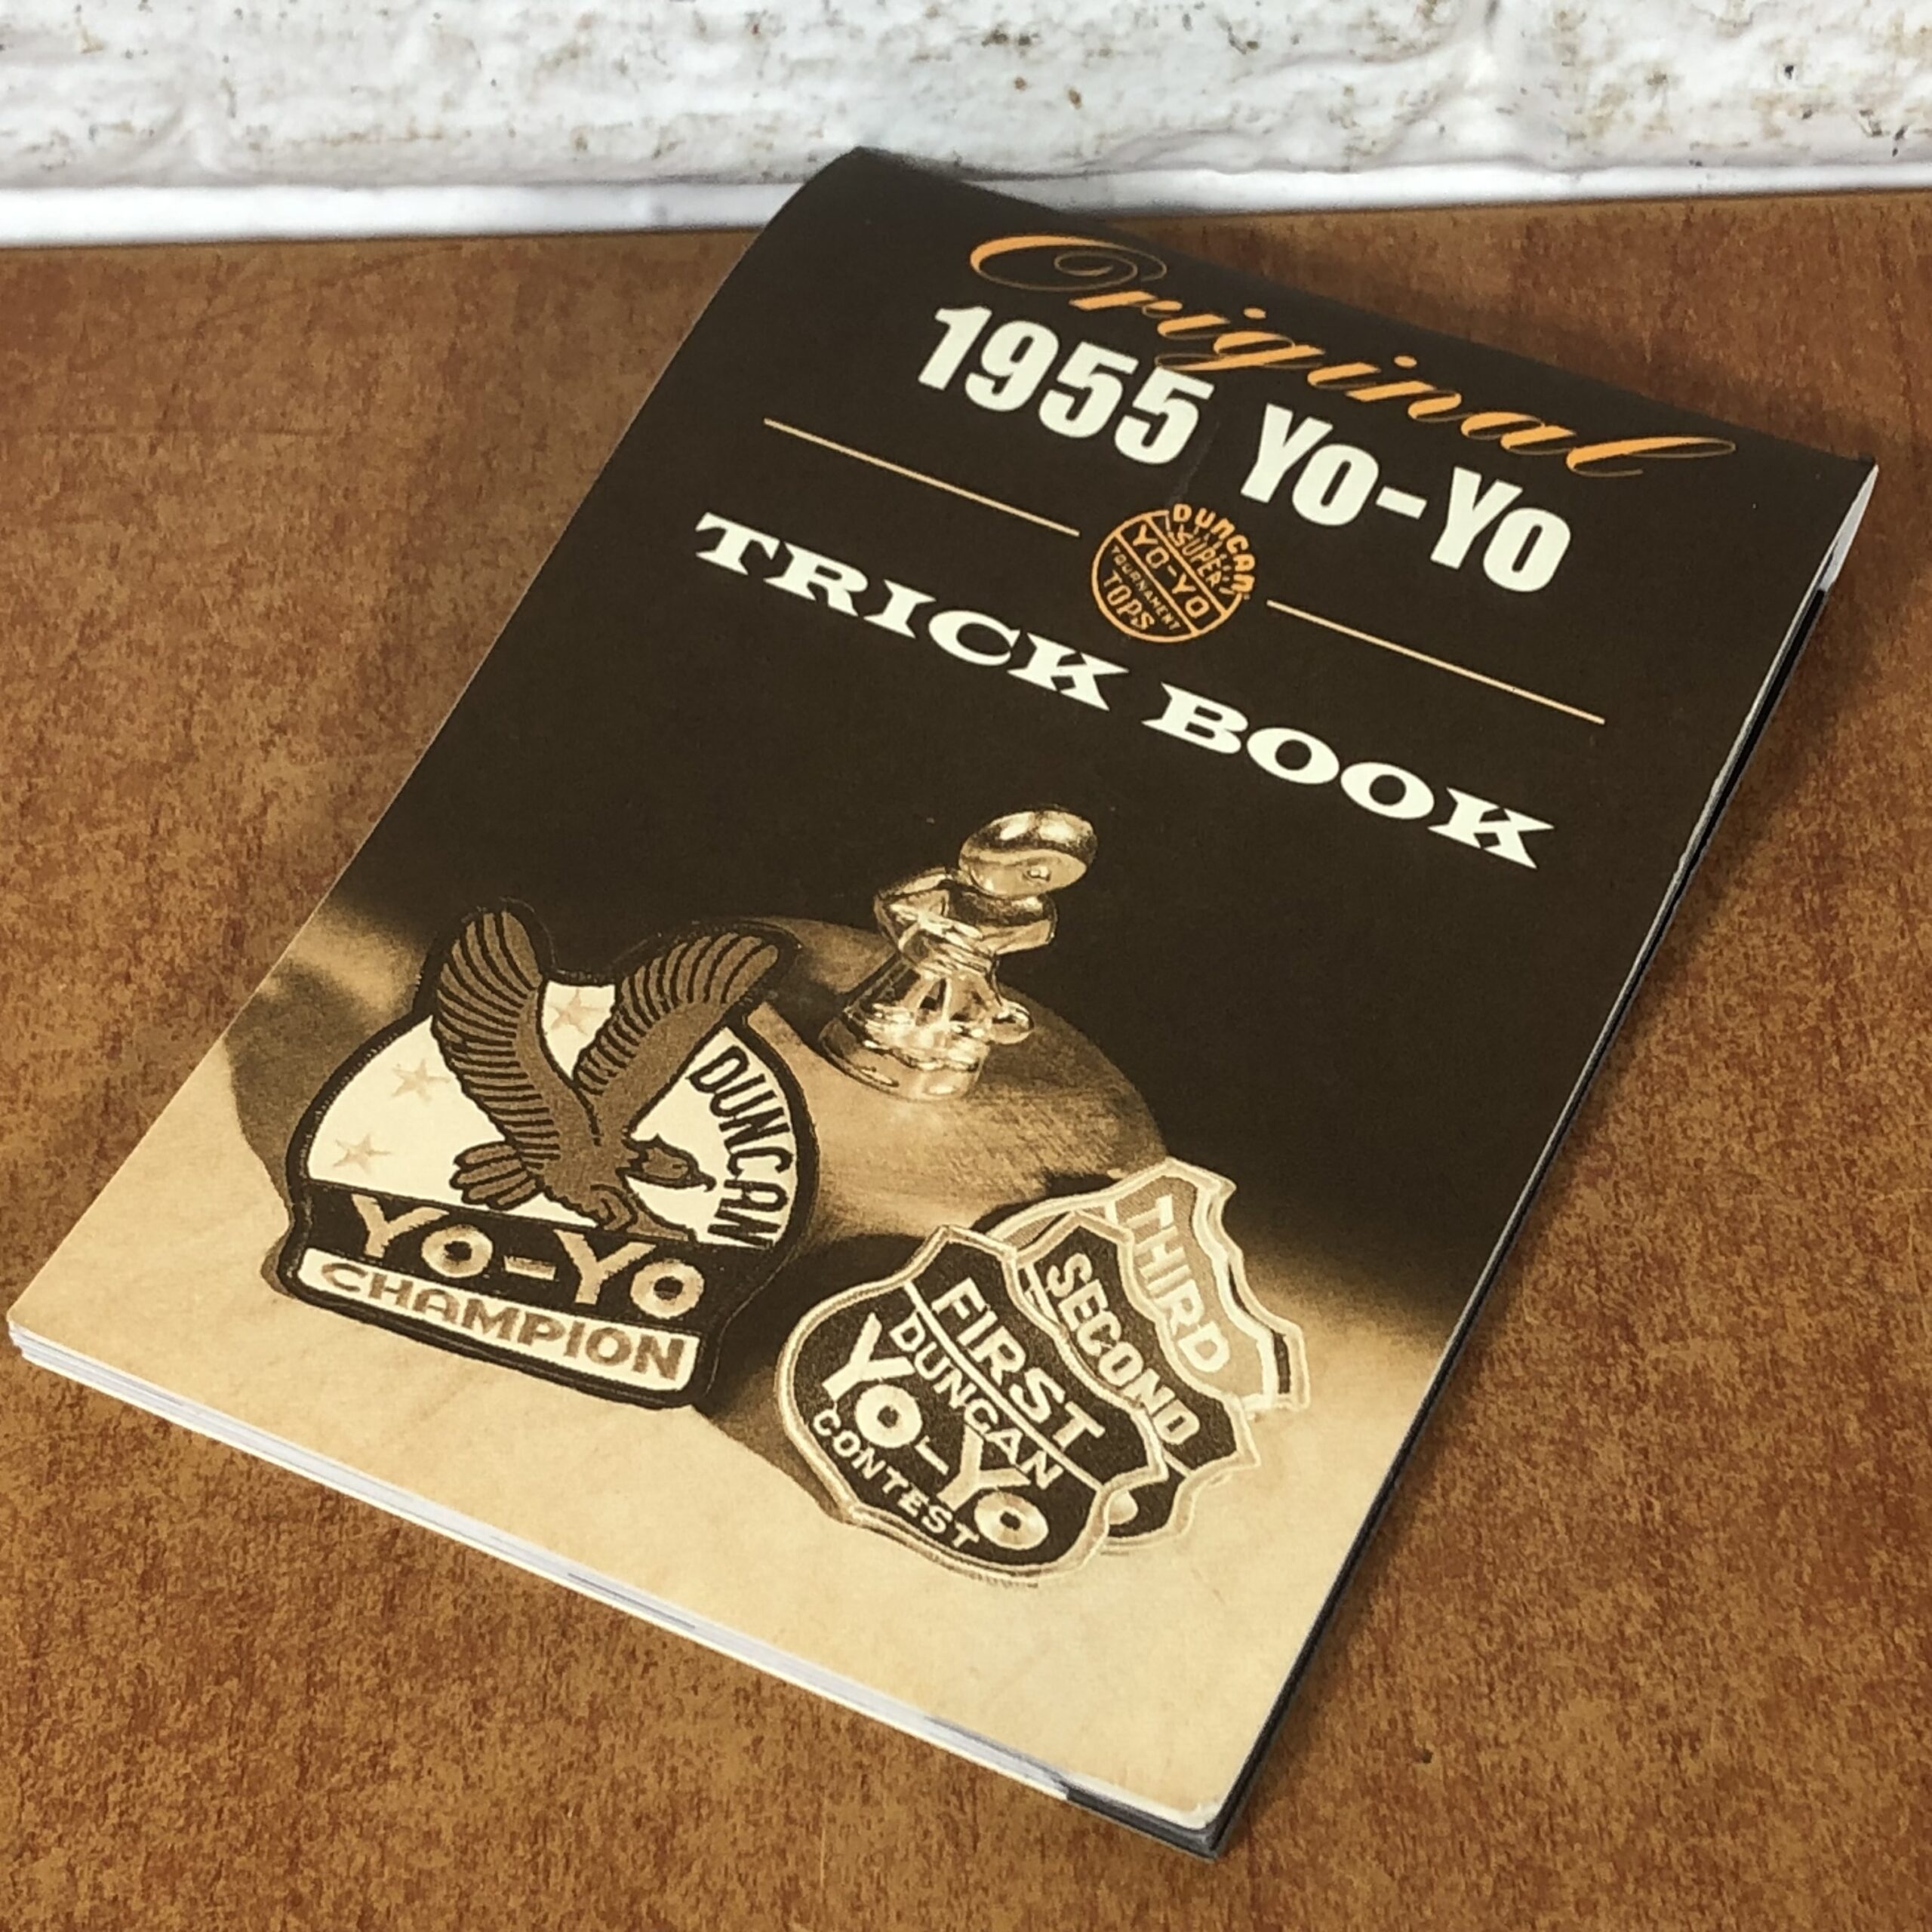 Original
1955 Yo-Yo
DUNCAN
SUPER
YO-YO
TOURNAMENT
TOPS
TRICK BOOK
DUNCAN
YO-YO
CHAMPION
THIRD
SECOND
FIRST
DUNCAN
YO-YO
CONTEST